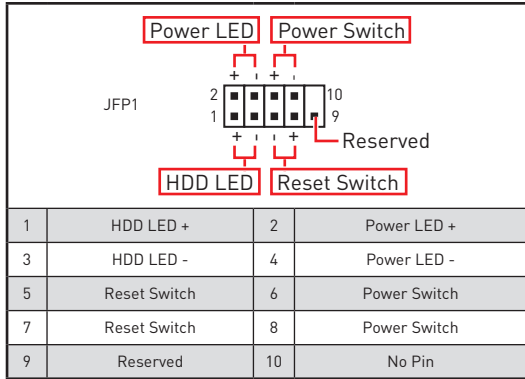 Power LED Power Switch
+ - + -
JFP1
2 10
1 9
+ - - +
Reserved
HDD LED Reset Switch
1 HDD LED + 2 Power LED +
3 HDD LED - 4 Power LED -
5 Reset Switch 6 Power Switch
7 Reset Switch 8 Power Switch
9 Reserved 10 No Pin